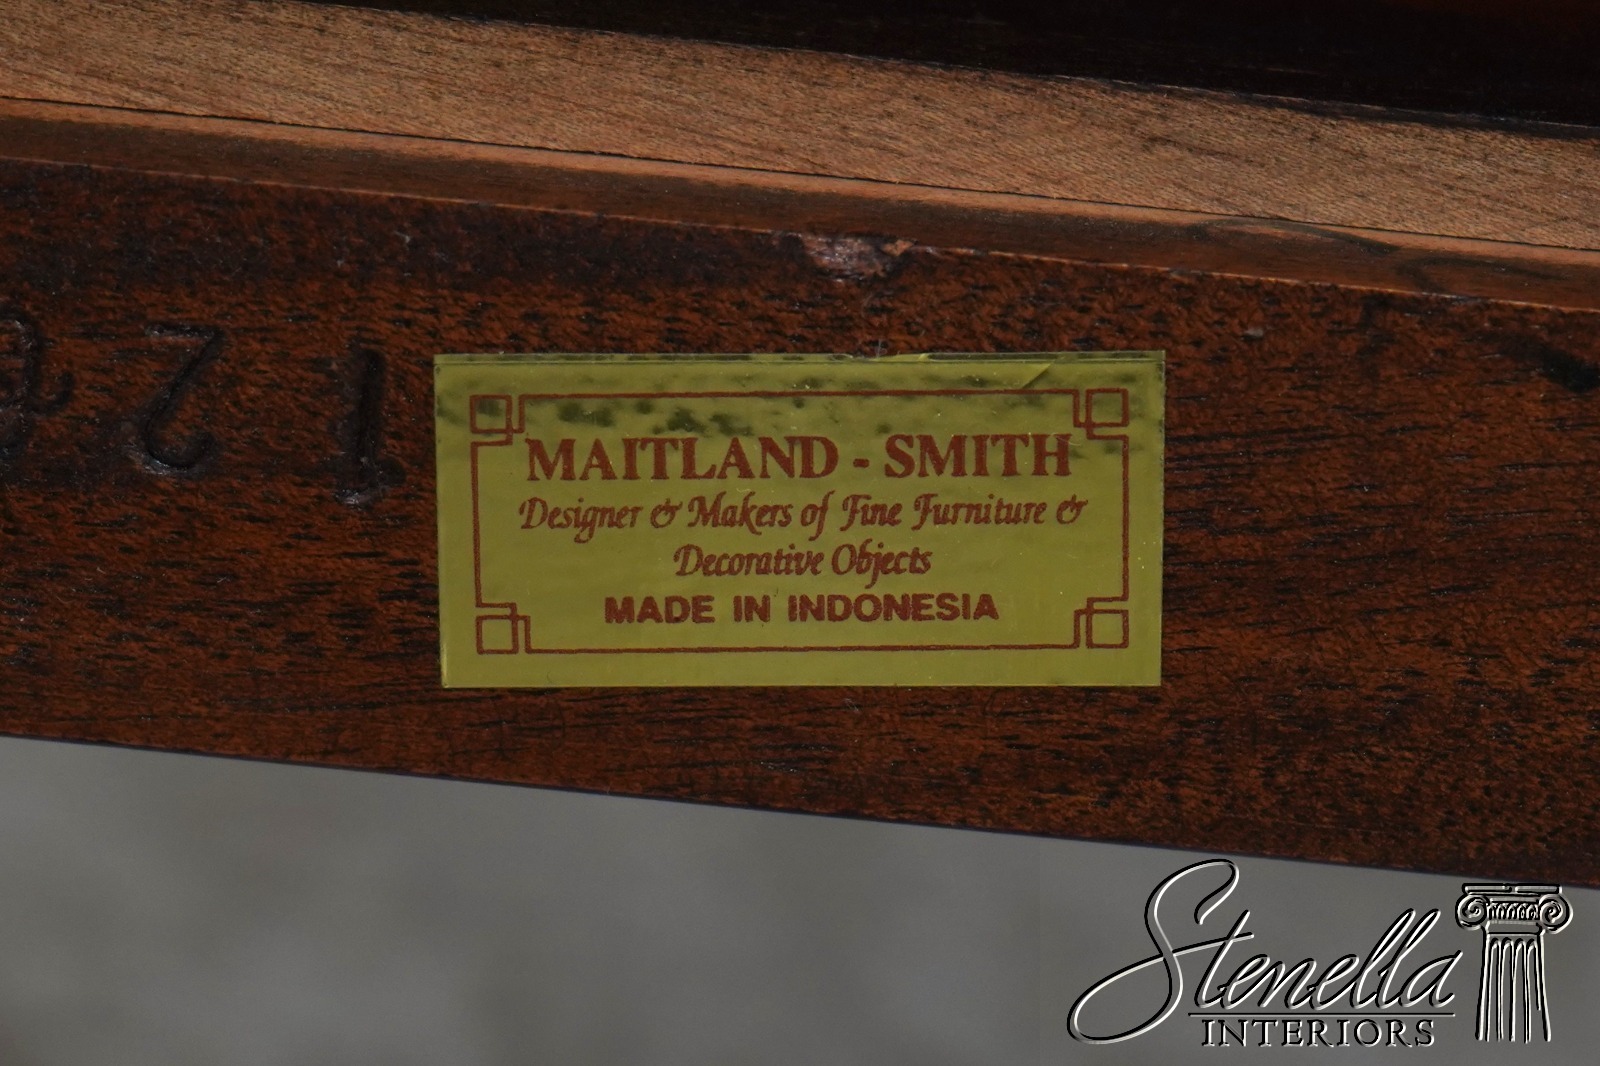 MAITLAND - SMITH
Designer & Makers of Fine Furniture &
Decorative Objects
MADE IN INDONESIA
Stenella
INTERIORS